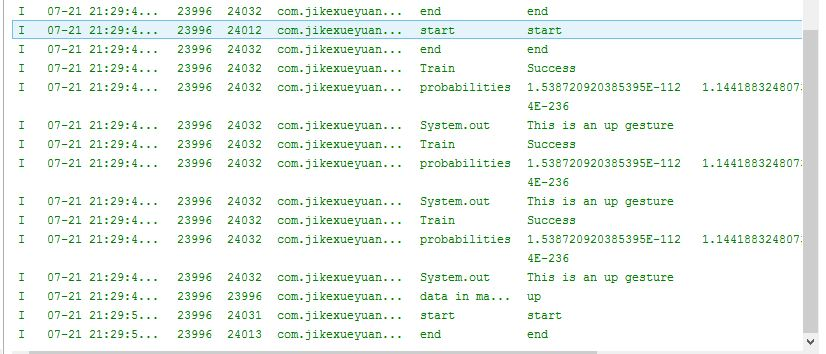 I 07-21 21:29:4... 23996 24032 com.jikexueyuan... end end
I 07-21 21:29:4... 23996 24012 com.jikexueyuan... start start
I 07-21 21:29:4... 23996 24032 com.jikexueyuan... end end
I 07-21 21:29:4... 23996 24032 com.jikexueyuan... Train Success
I 07-21 21:29:4... 23996 24032 com.jikexueyuan... probabilities 1.538720920385395E-112 1.144188324807
4E-236
I 07-21 21:29:4... 23996 24032 com.jikexueyuan... System.out This is an up gesture
I 07-21 21:29:4... 23996 24032 com.jikexueyuan... Train Success
I 07-21 21:29:4... 23996 24032 com.jikexueyuan... probabilities 1.538720920385395E-112 1.144188324807
4E-236
I 07-21 21:29:4... 23996 24032 com.jikexueyuan... System.out This is an up gesture
I 07-21 21:29:4... 23996 24032 com.jikexueyuan... Train Success
I 07-21 21:29:4... 23996 24032 com.jikexueyuan... probabilities 1.538720920385395E-112 1.144188324807
4E-236
I 07-21 21:29:4... 23996 24032 com.jikexueyuan... System.out This is an up gesture
I 07-21 21:29:4... 23996 23996 com.jikexueyuan... data in ma... up
I 07-21 21:29:5... 23996 24031 com.jikexueyuan... start start
I 07-21 21:29:5... 23996 24013 com.jikexueyuan... end end